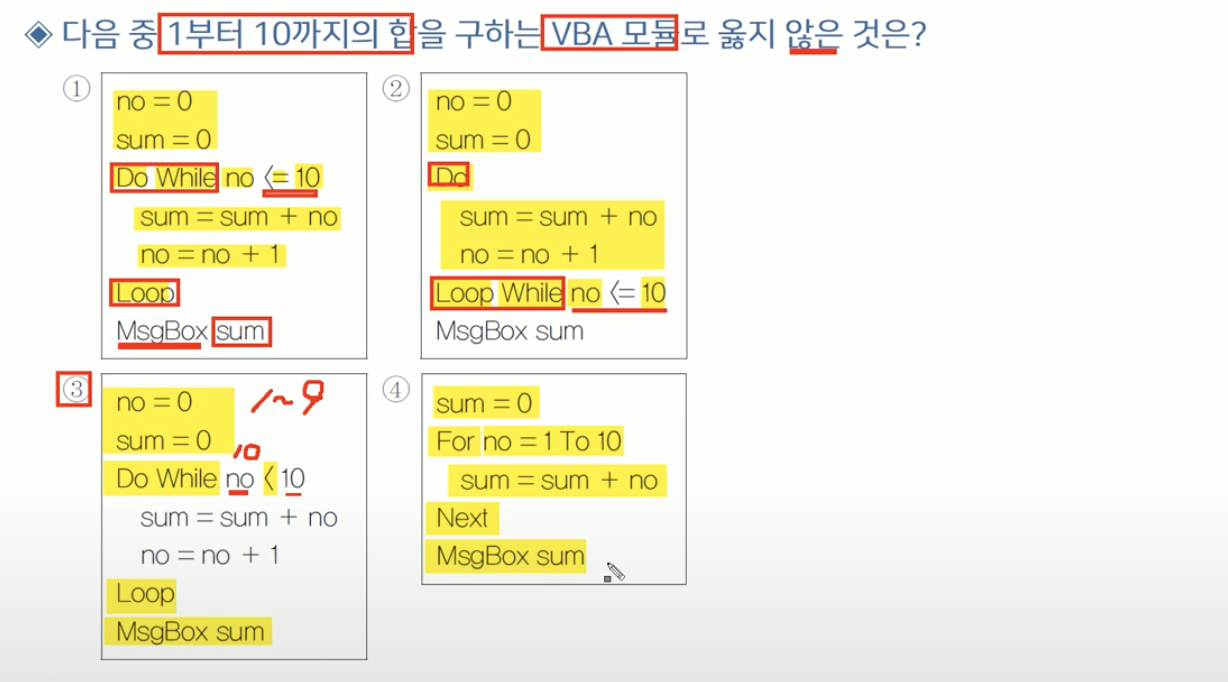 ◈ 다음 중 1부터 10까지의 합을 구하는 VBA 모듈로 옳지 않은 것은?
①
no = 0
sum = 0
Do While no <= 10
sum = sum + no
no = no + 1
Loop
MsgBox sum
②
no = 0
sum = 0
Do
sum = sum + no
no = no + 1
Loop While no <= 10
MsgBox sum
③
no = 0
1~9
sum = 0
10
Do While no < 10
sum = sum + no
no = no + 1
Loop
MsgBox sum
④
sum = 0
For no = 1 To 10
sum = sum + no
Next
MsgBox sum